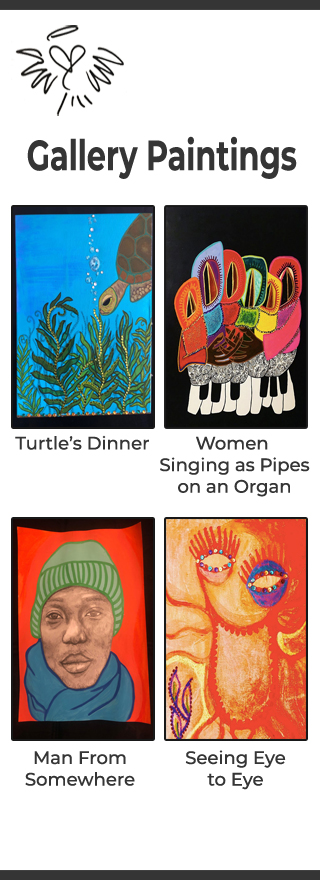 Gallery Paintings
Turtle's Dinner
Women
Singing as Pipes
on an Organ
Man From
Somewhere
Seeing Eye
to Eye